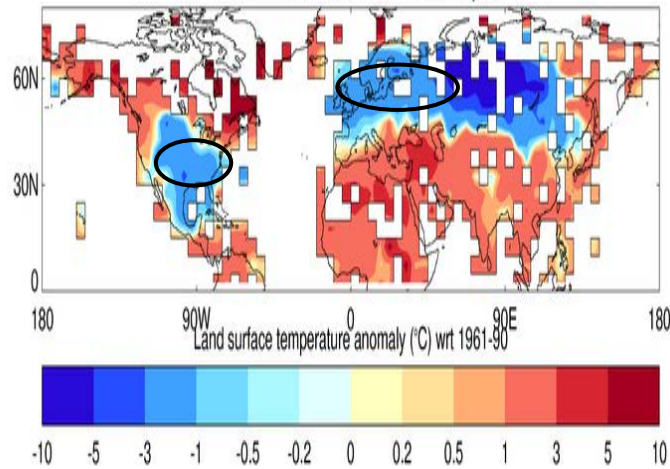 60N
30N
0
180 90W 0 90E 180
Land surface temperature anomaly (°C) wrt 1961-90
-10 -5 -3 -1 -0.5 -0.2 0 0.2 0.5 1 3 5 10